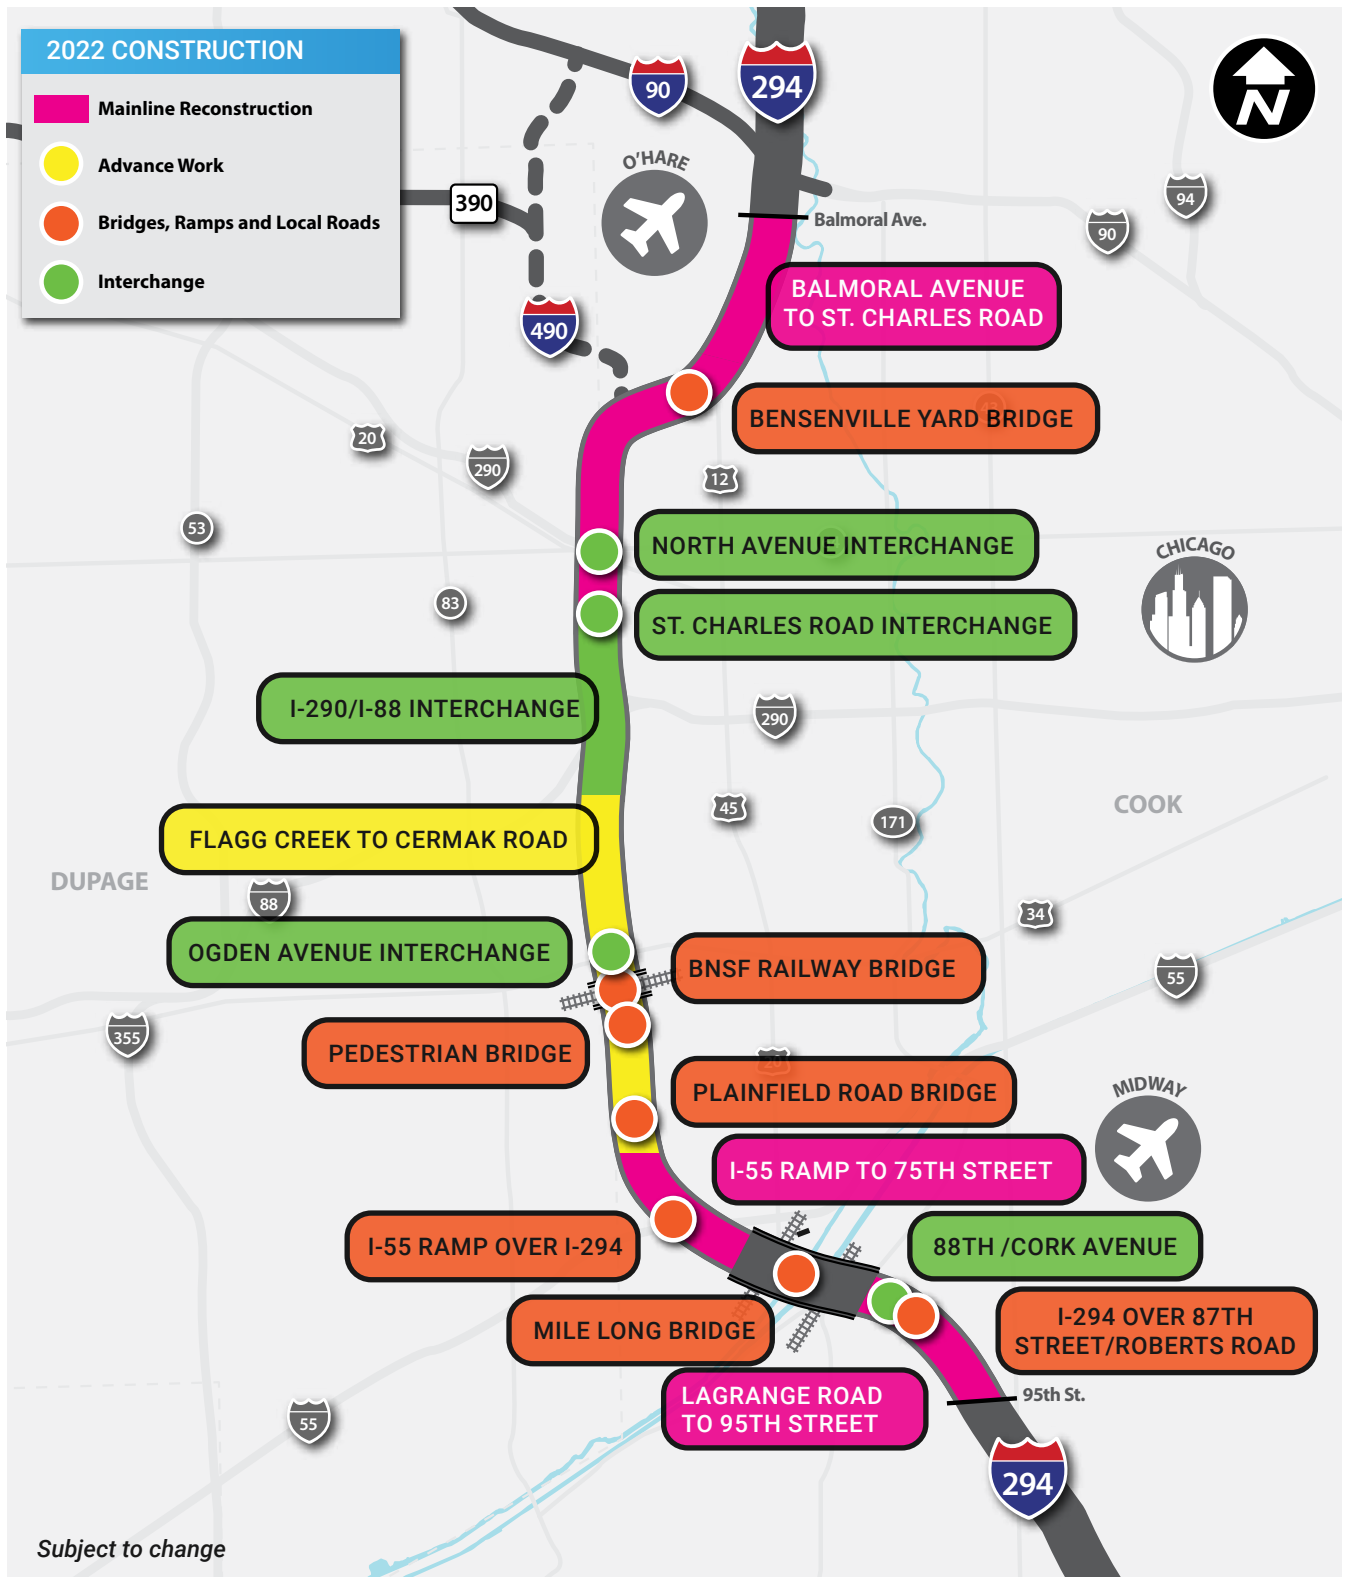 2022 CONSTRUCTION
Mainline Reconstruction
Advance Work
Bridges, Ramps and Local Roads
Interchange
90
294
N
O'HARE
390
94
90
Balmoral Ave.
490
BALMORAL AVENUE
TO ST. CHARLES ROAD
BENSENVILLE YARD BRIDGE
20
290
12
53
NORTH AVENUE INTERCHANGE
CHICAGO
83
ST. CHARLES ROAD INTERCHANGE
I-290/I-88 INTERCHANGE
290
45
171
COOK
FLAGG CREEK TO CERMAK ROAD
DUPAGE
88
34
OGDEN AVENUE INTERCHANGE
BNSF RAILWAY BRIDGE
55
355
PEDESTRIAN BRIDGE
20
PLAINFIELD ROAD BRIDGE
MIDWAY
I-55 RAMP TO 75TH STREET
I-55 RAMP OVER I-294
88TH /CORK AVENUE
MILE LONG BRIDGE
I-294 OVER 87TH
STREET/ROBERTS ROAD
LAGRANGE ROAD
TO 95TH STREET
95th St.
55
294
Subject to change